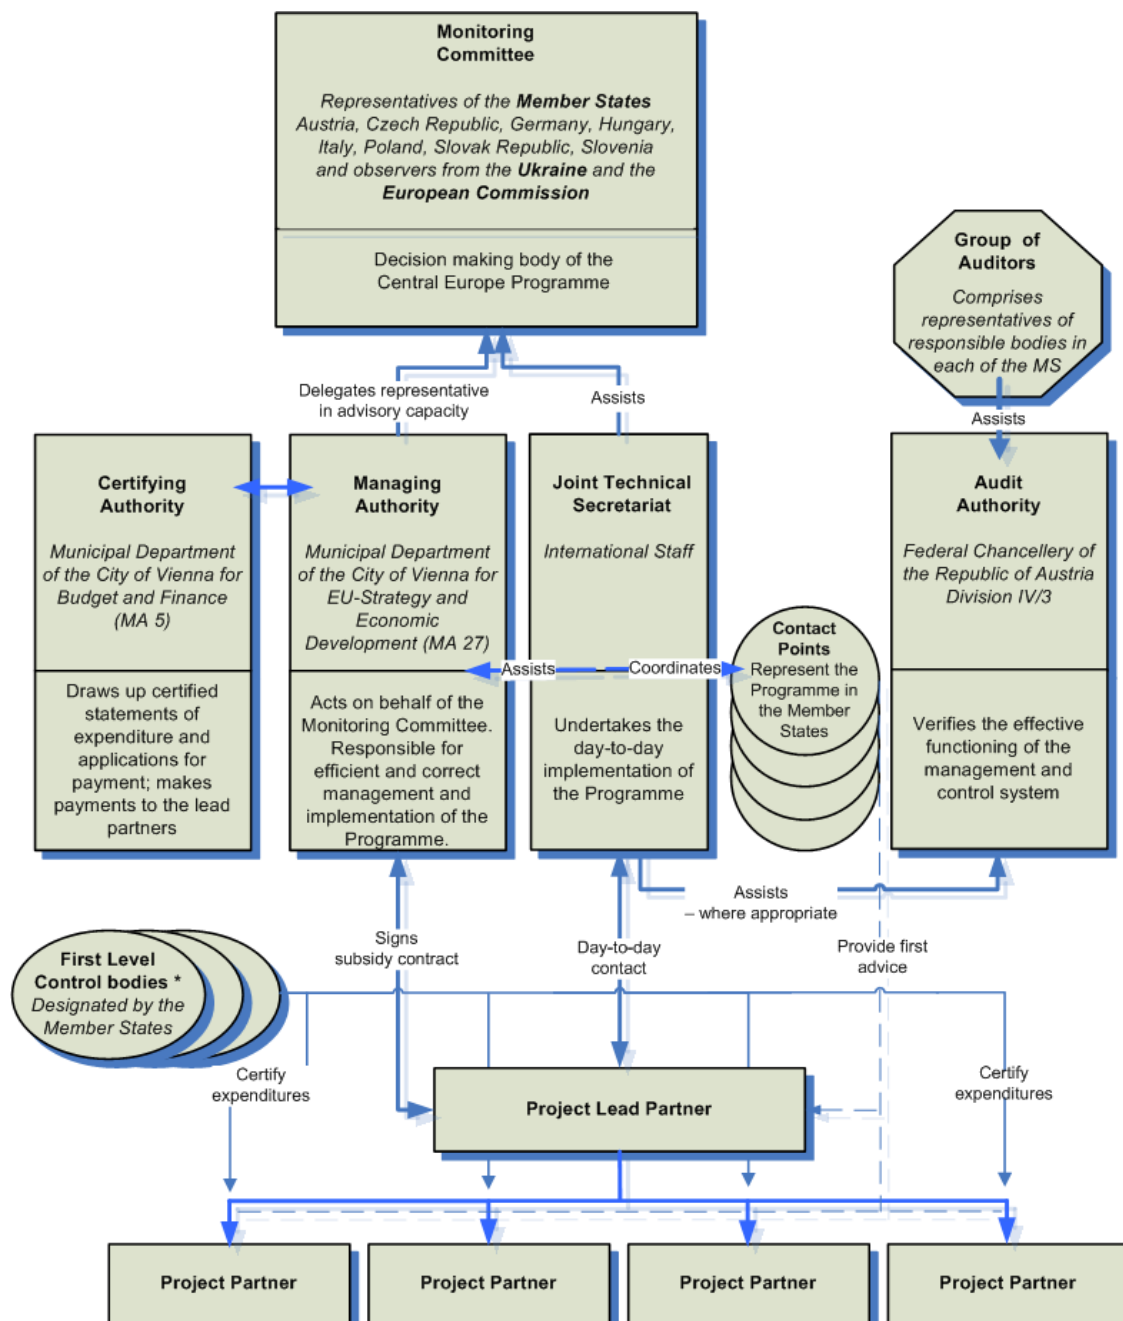 Monitoring
Committee
Representatives of the Member States
Austria, Czech Republic, Germany, Hungary,
Italy, Poland, Slovak Republic, Slovenia
and observers from the Ukraine and the
European Commission
Decision making body of the
Central Europe Programme
Group of
Auditors
Comprises
representatives of
responsible bodies in
each of the MS
Delegates representative
in advisory capacity
Assists
Assists
Certifying
Authority
Municipal Department
of the City of Vienna for
Budget and Finance
(MA 5)
Draws up certified
statements of
expenditure and
applications for
payment; makes
payments to the lead
partners
Managing
Authority
Municipal Department
of the City of Vienna for
EU-Strategy and
Economic
Development (MA 27)
Acts on behalf of the
Monitoring Committee.
Responsible for
efficient and correct
management and
implementation of the
Programme.
Joint Technical
Secretariat
International Staff
Undertakes the
day-to-day
implementation of
the Programme
Assists
Coordinates
Contact
Points
Represent the
Programme in
the Member
States
Audit
Authority
Federal Chancellery of
the Republic of Austria
Division IV/3
Verifies the effective
functioning of the
management and
control system
Assists
– where appropriate
Signs
subsidy contract
Day-to-day
contact
Provide first
advice
First Level
Control bodies *
Designated by the
Member States
Certify
expenditures
Certify
expenditures
Project Lead Partner
Project Partner
Project Partner
Project Partner
Project Partner